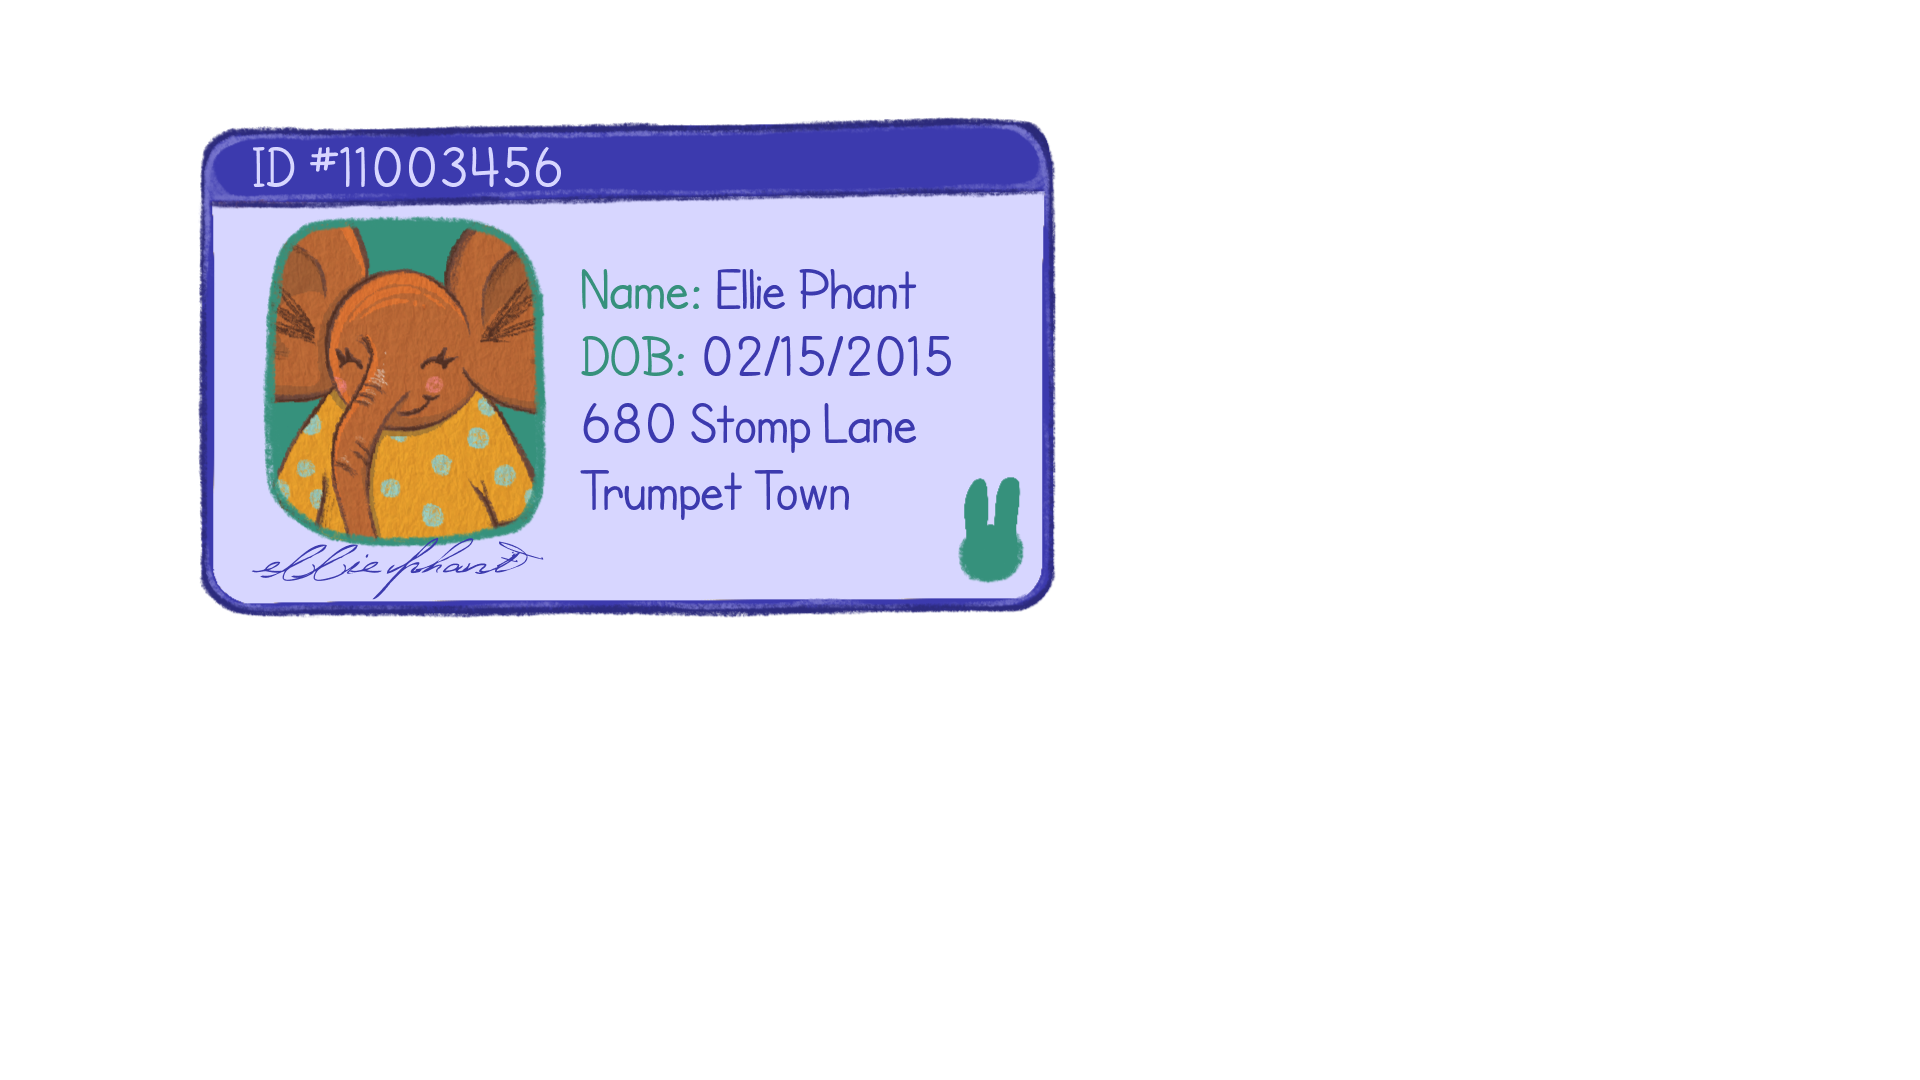 ID #11003456
Name: Ellie Phant
DOB: 02/15/2015
680 Stomp Lane
Trumpet Town
ellie phant